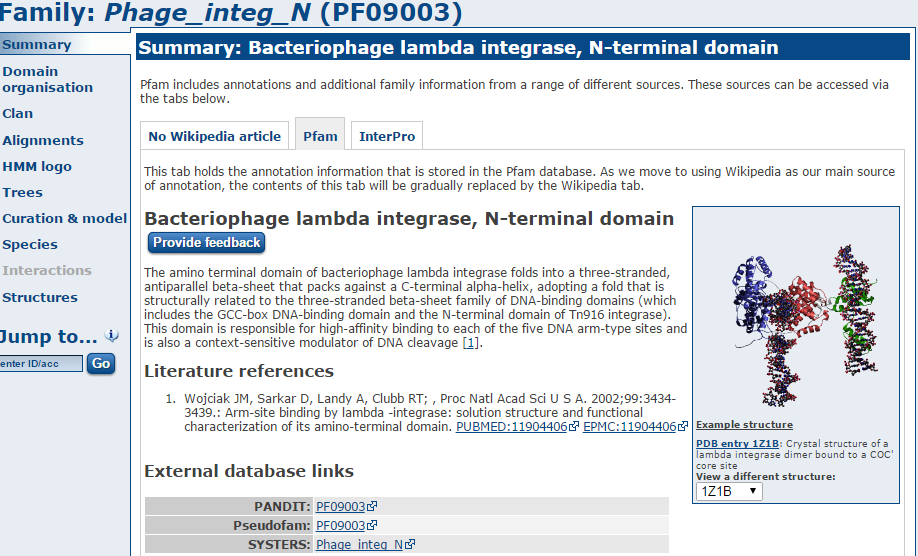 Family: Phage_integ_N (PF09003)
Summary
Domain
organisation
Clan
Alignments
HMM logo
Trees
Curation & model
Species
Interactions
Structures
Jump to... i
enter ID/acc Go
Summary: Bacteriophage lambda integrase, N-terminal domain
Pfam includes annotations and additional family information from a range of different sources. These sources can be accessed via
the tabs below.
No Wikipedia article Pfam InterPro
This tab holds the annotation information that is stored in the Pfam database. As we move to using Wikipedia as our main source
of annotation, the contents of this tab will be gradually replaced by the Wikipedia tab.
Bacteriophage lambda integrase, N-terminal domain
Provide feedback
The amino terminal domain of bacteriophage lambda integrase folds into a three-stranded,
antiparallel beta-sheet that packs against a C-terminal alpha-helix, adopting a fold that is
structurally related to the three-stranded beta-sheet family of DNA-binding domains (which
includes the GCC-box DNA-binding domain and the N-terminal domain of Tn916 integrase).
This domain is responsible for high-affinity binding to each of the five DNA arm-type sites and
is also a context-sensitive modulator of DNA cleavage [1].
Literature references
1. Wojciak JM, Sarkar D, Landy A, Clubb RT; , Proc Natl Acad Sci U S A. 2002;99:3434-
3439.: Arm-site binding by lambda -integrase: solution structure and functional
characterization of its amino-terminal domain. PUBMED:11904406 EPMC:11904406
External database links
PANDIT: PF09003
Pseudofam: PF09003
SYSTERS: Phage_integ_N
Example structure
PDB entry 1Z1B: Crystal structure of a
lambda integrase dimer bound to a COC'
core site
View a different structure:
1Z1B